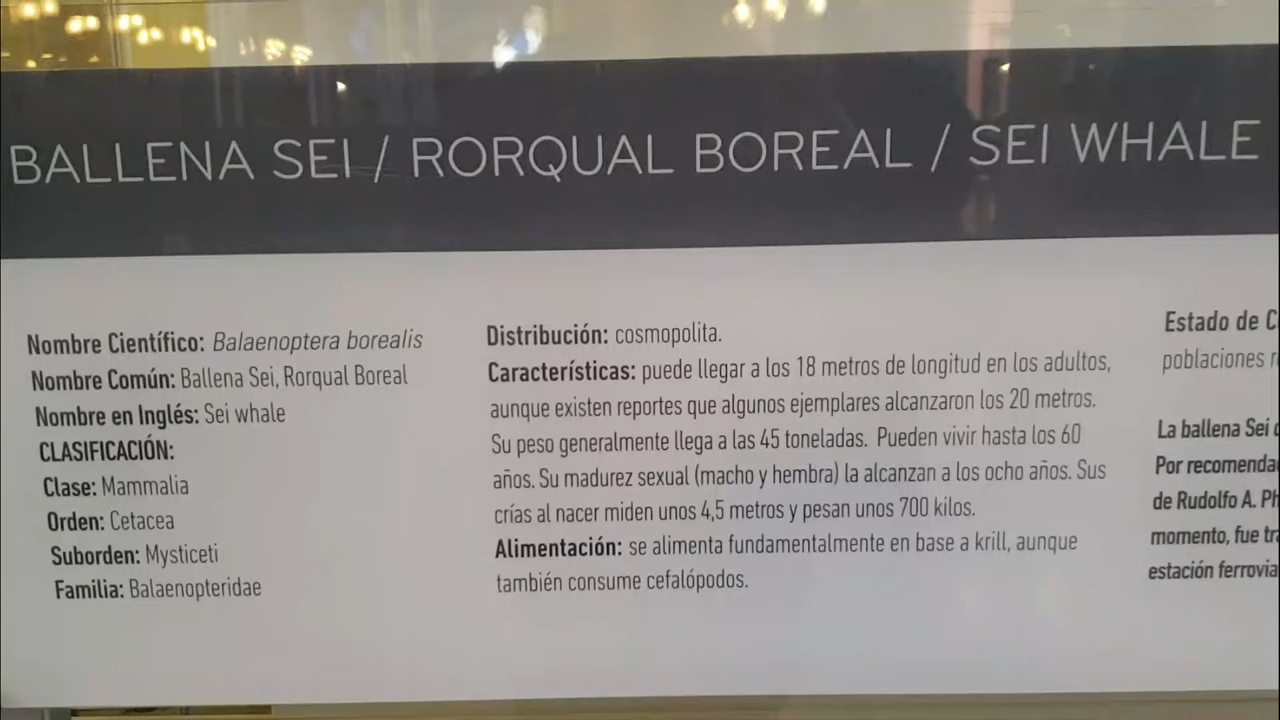 BALLENA SEI / RORQUAL BOREAL / SEI WHALE
Nombre Científico: Balaenoptera borealis
Nombre Común: Ballena Sei, Rorqual Boreal
Nombre en Inglés: Sei whale
CLASIFICACIÓN:
Clase: Mammalia
Orden: Cetacea
Suborden: Mysticeti
Familia: Balaenopteridae
Distribución: cosmopolita.
Características: puede llegar a los 18 metros de longitud en los adultos,
aunque existen reportes que algunos ejemplares alcanzaron los 20 metros.
Su peso generalmente llega a las 45 toneladas. Pueden vivir hasta los 60
años. Su madurez sexual (macho y hembra) la alcanzan a los ocho años. Sus
crías al nacer miden unos 4,5 metros y pesan unos 700 kilos.
Alimentación: se alimenta fundamentalmente en base a krill, aunque
también consume cefalópodos.
Estado de
poblaciones
La ballena Sei
Por
de Rudolfo A.
momento, fue
estación